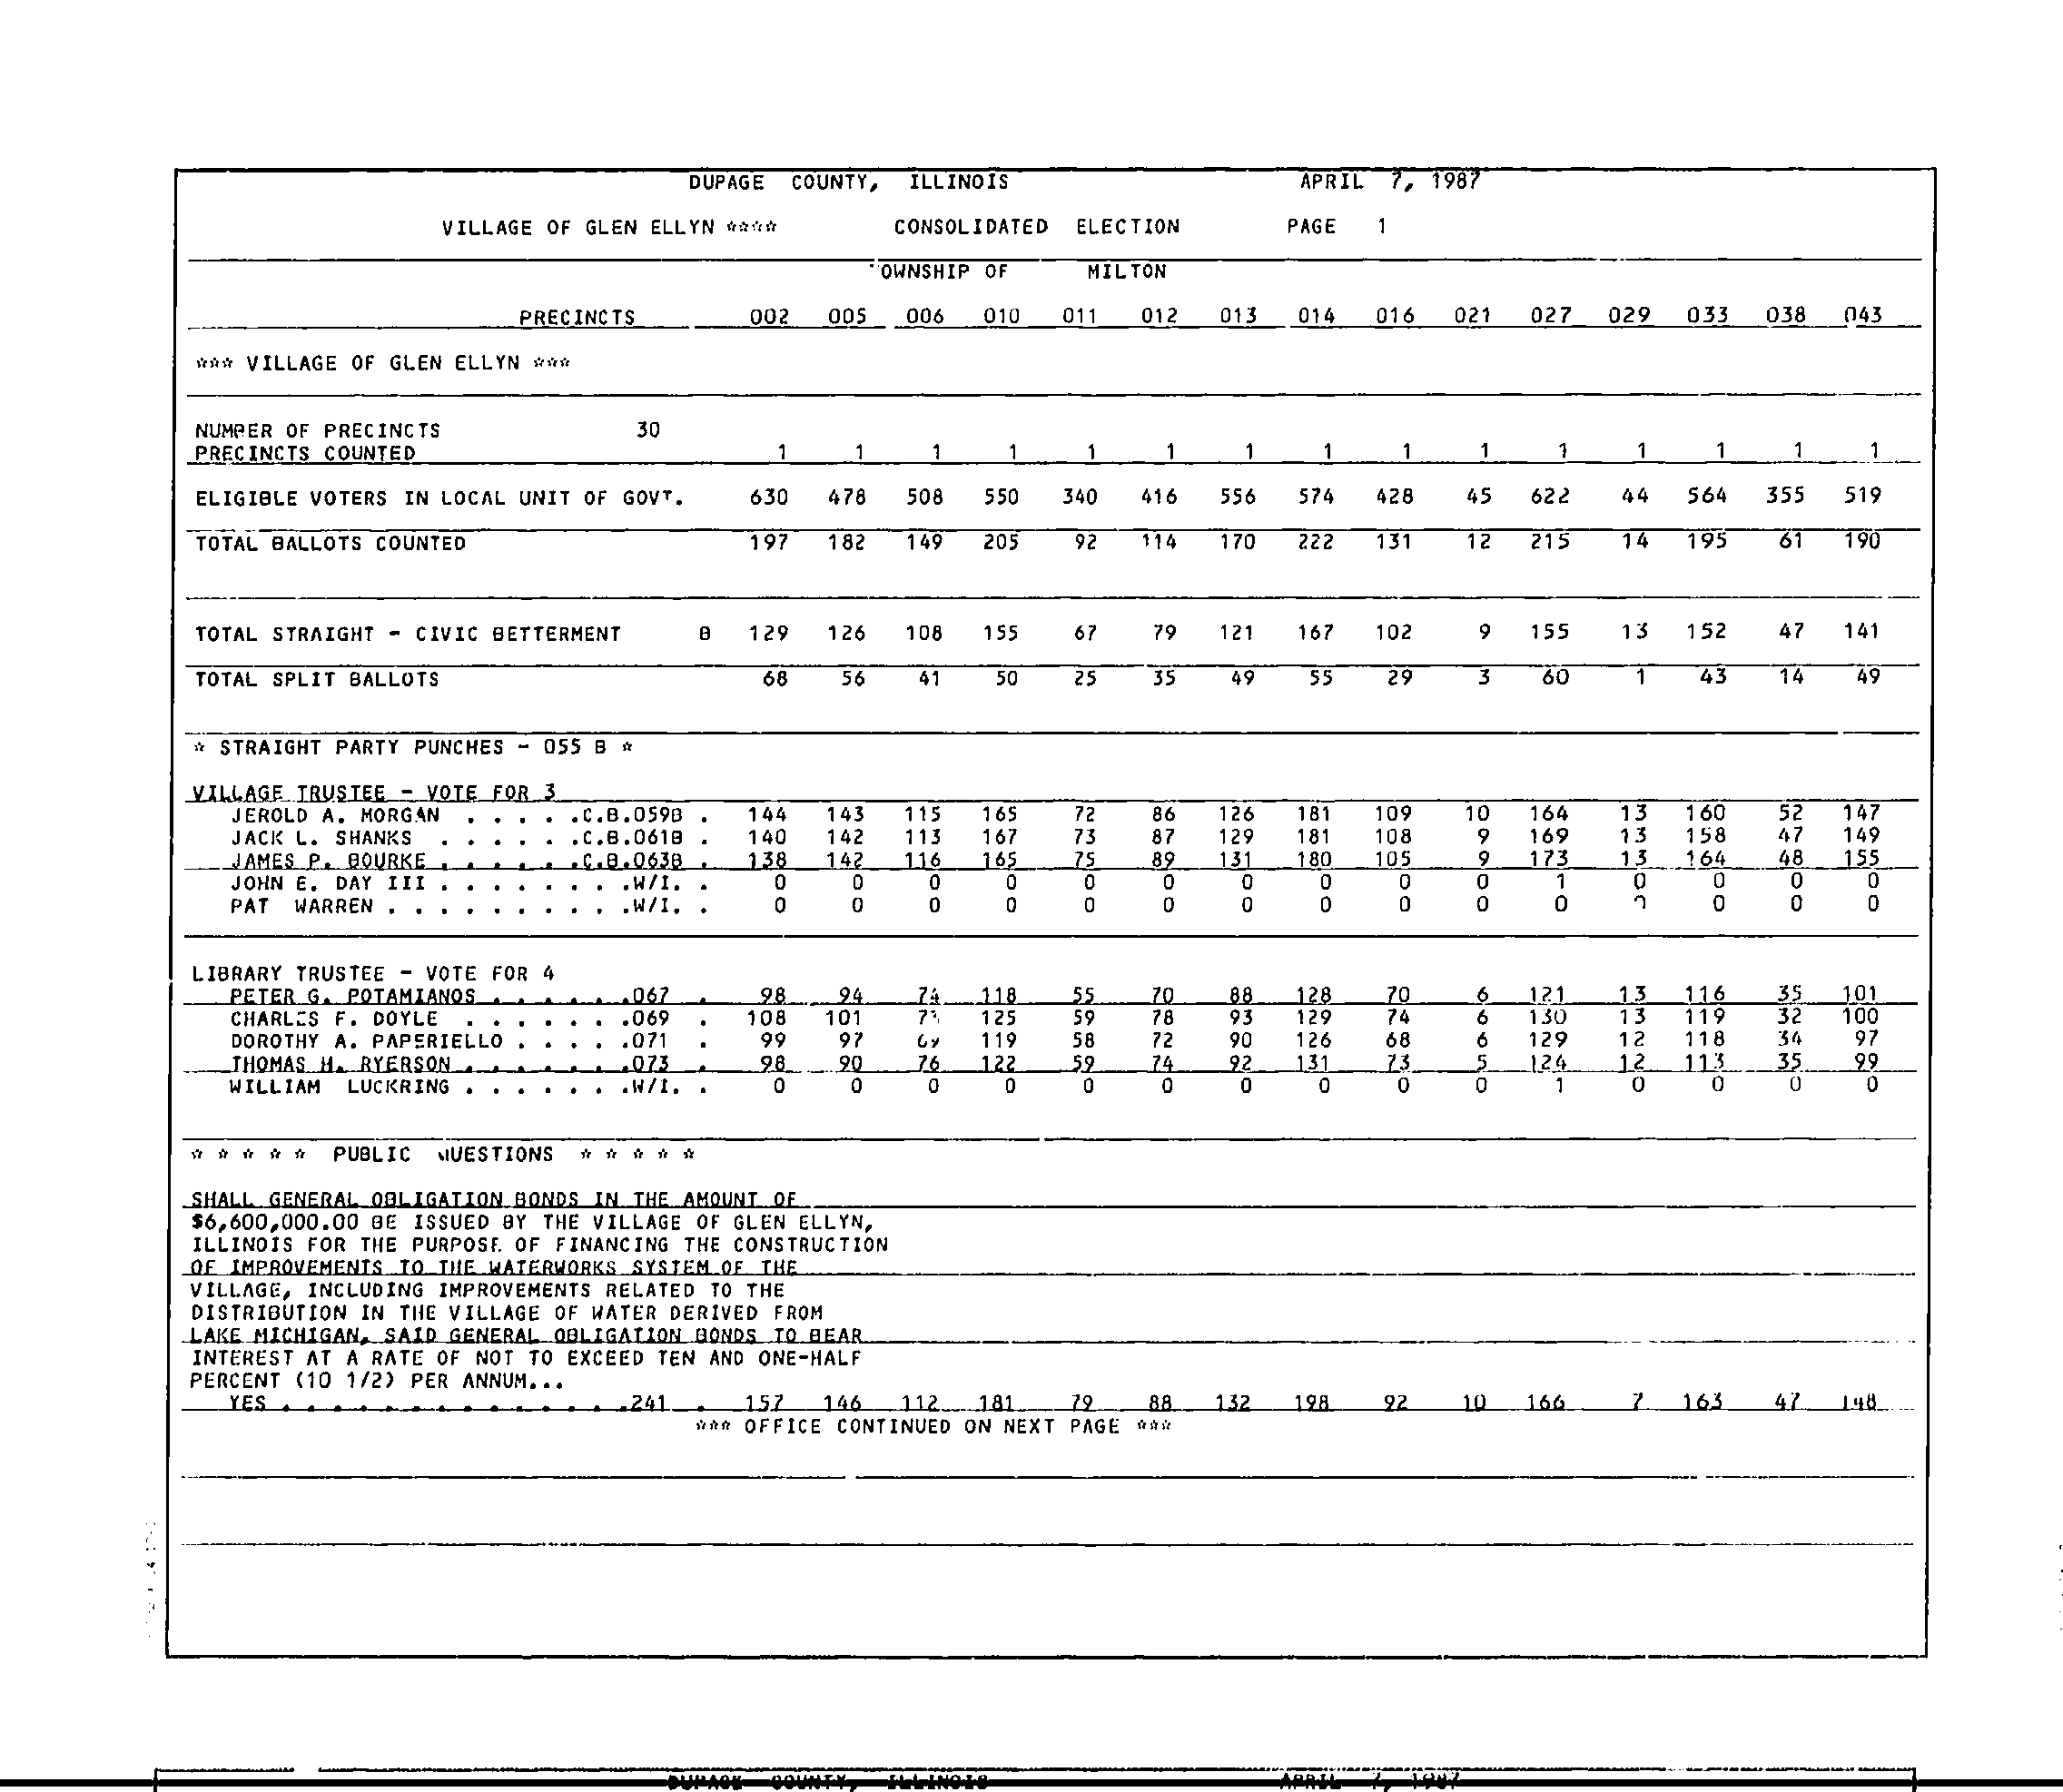 DUPAGE COUNTY, ILLINOIS APRIL 7, 1987
VILLAGE OF GLEN ELLYN **** CONSOLIDATED ELECTION PAGE 1
OWNSHIP OF MILTON
PRECINCTS 002 005 006 010 011 012 013 014 016 021 027 029 033 038 043
*** VILLAGE OF GLEN ELLYN ***
NUMBER OF PRECINCTS 30
PRECINCTS COUNTED 1 1 1 1 1 1 1 1 1 1 1 1 1 1 1
ELIGIBLE VOTERS IN LOCAL UNIT OF GOVT. 630 478 508 550 340 416 556 574 428 45 622 44 564 355 519
TOTAL BALLOTS COUNTED 197 182 149 205 92 114 170 222 131 12 215 14 195 61 190
TOTAL STRAIGHT - CIVIC BETTERMENT B 129 126 108 155 67 79 121 167 102 9 155 13 152 47 141
TOTAL SPLIT BALLOTS 68 56 41 50 25 35 49 55 29 3 60 1 43 14 49
* STRAIGHT PARTY PUNCHES - 055 B *
VILLAGE TRUSTEE - VOTE FOR 3
JEROLD A. MORGAN . . . . .C.B.059B . 144 143 115 165 72 86 126 181 109 10 164 13 160 52 147
JACK L. SHANKS . . . . . .C.B.061B . 140 142 113 167 73 87 129 181 108 9 169 13 158 47 149
JAMES P. BOURKE . . . . . .C.B.063B . 138 142 116 165 75 89 131 180 105 9 173 13 164 48 155
JOHN E. DAY III . . . . . . . .W/I. . 0 0 0 0 0 0 0 0 0 0 1 0 0 0 0
PAT WARREN . . . . . . . . . .W/I. . 0 0 0 0 0 0 0 0 0 0 0 0 0 0
LIBRARY TRUSTEE - VOTE FOR 4
PETER G. POTAMIANOS . . . . . .067 . 98 94 74 118 55 70 88 128 70 6 121 13 116 35 101
CHARLES F. DOYLE . . . . . . .069 . 108 101 125 59 78 93 129 74 6 130 13 119 32 100
DOROTHY A. PAPERIELLO . . . . .071 . 99 97 119 58 72 90 126 68 6 129 12 118 34 97
THOMAS H. RYERSON . . . . . . .073 . 98 90 76 122 59 74 92 131 73 5 124 12 113 35 99
WILLIAM LUCKRING . . . . . . .W/I. . 0 0 0 0 0 0 0 0 0 0 1 0 0 0 0
* * * * * PUBLIC QUESTIONS * * * * *
SHALL GENERAL OBLIGATION BONDS IN THE AMOUNT OF
$6,600,000.00 BE ISSUED BY THE VILLAGE OF GLEN ELLYN,
ILLINOIS FOR THE PURPOSE OF FINANCING THE CONSTRUCTION
OF IMPROVEMENTS TO THE WATERWORKS SYSTEM OF THE
VILLAGE, INCLUDING IMPROVEMENTS RELATED TO THE
DISTRIBUTION IN THE VILLAGE OF WATER DERIVED FROM
LAKE MICHIGAN, SAID GENERAL OBLIGATION BONDS TO BEAR
INTEREST AT A RATE OF NOT TO EXCEED TEN AND ONE-HALF
PERCENT (10 1/2) PER ANNUM...
YES . . . . . . . . . . . . . .241 . 157 146 112 181 79 88 132 198 92 10 166 7 163 47 148
*** OFFICE CONTINUED ON NEXT PAGE ***
DUPAGE COUNTY, ILLINOIS APRIL 7, 1987